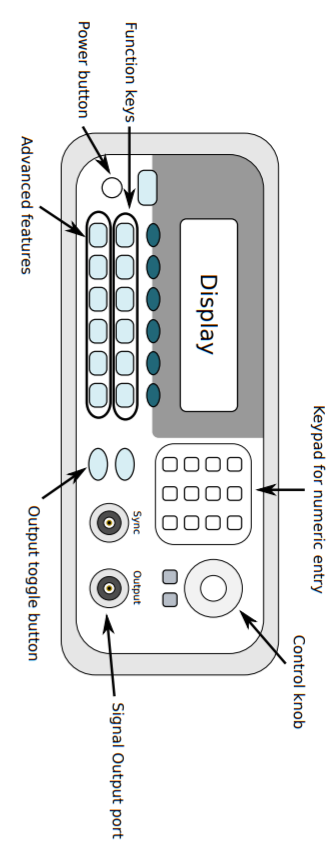 Keypad for numeric entry
Control knob
Display
Function keys
Power button
Sync
Output
Advanced features
Output toggle button
Signal Output port